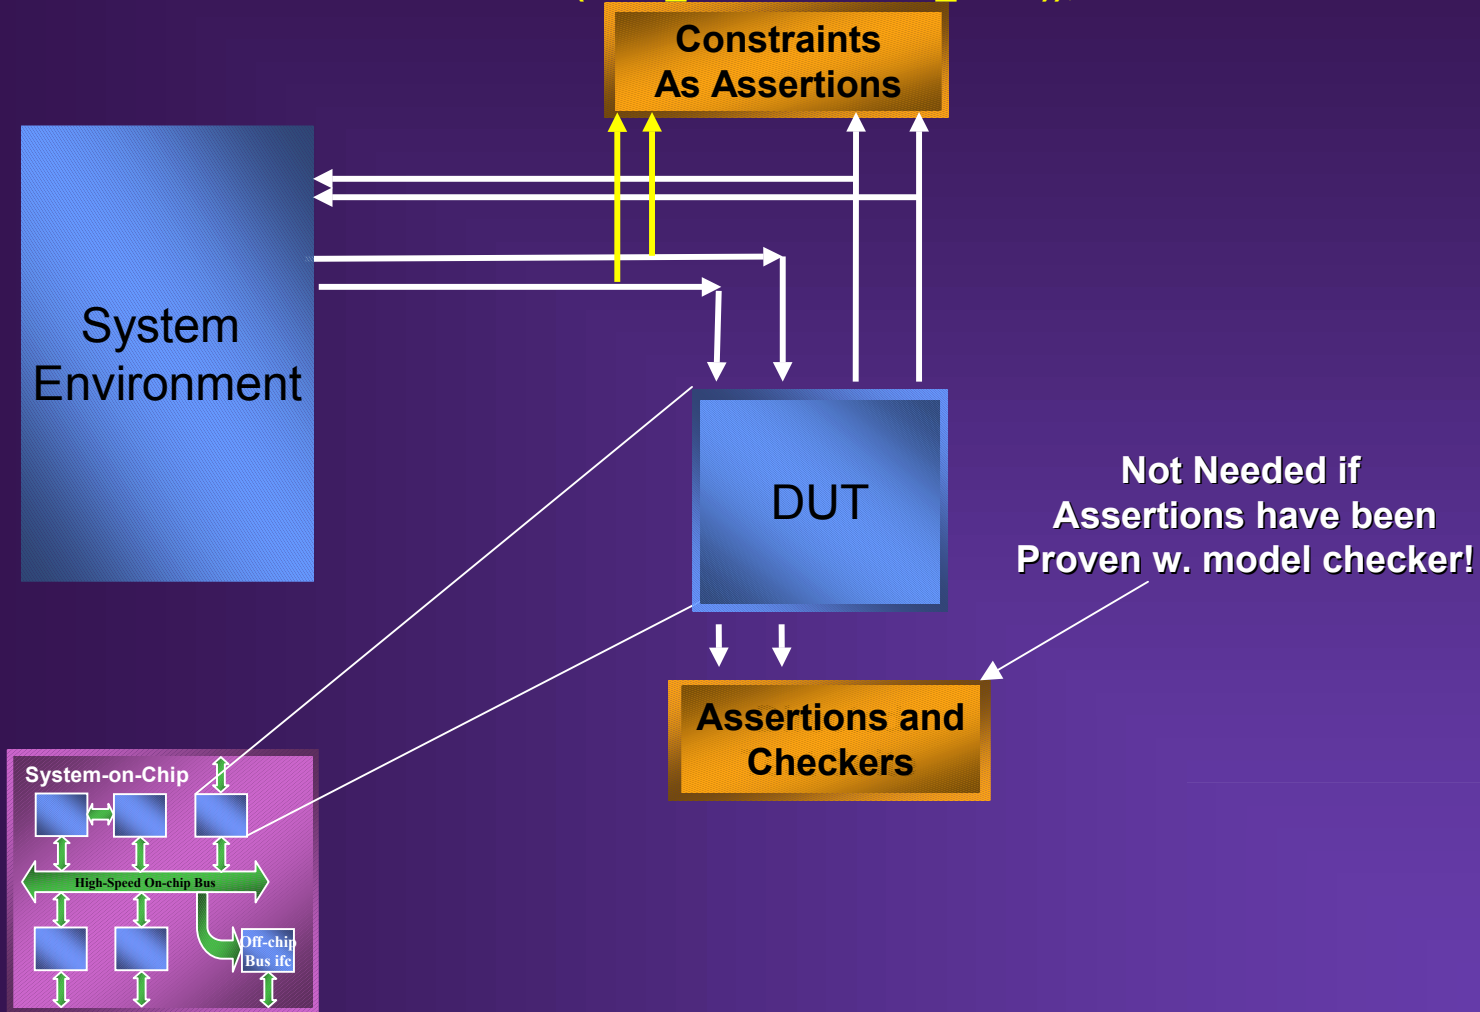 Constraints
As Assertions
System
Environment
DUT
Not Needed if
Assertions have been
Proven w. model checker!
Assertions and
Checkers
System-on-Chip
High-Speed On-chip Bus
Off-chip
Bus ifc